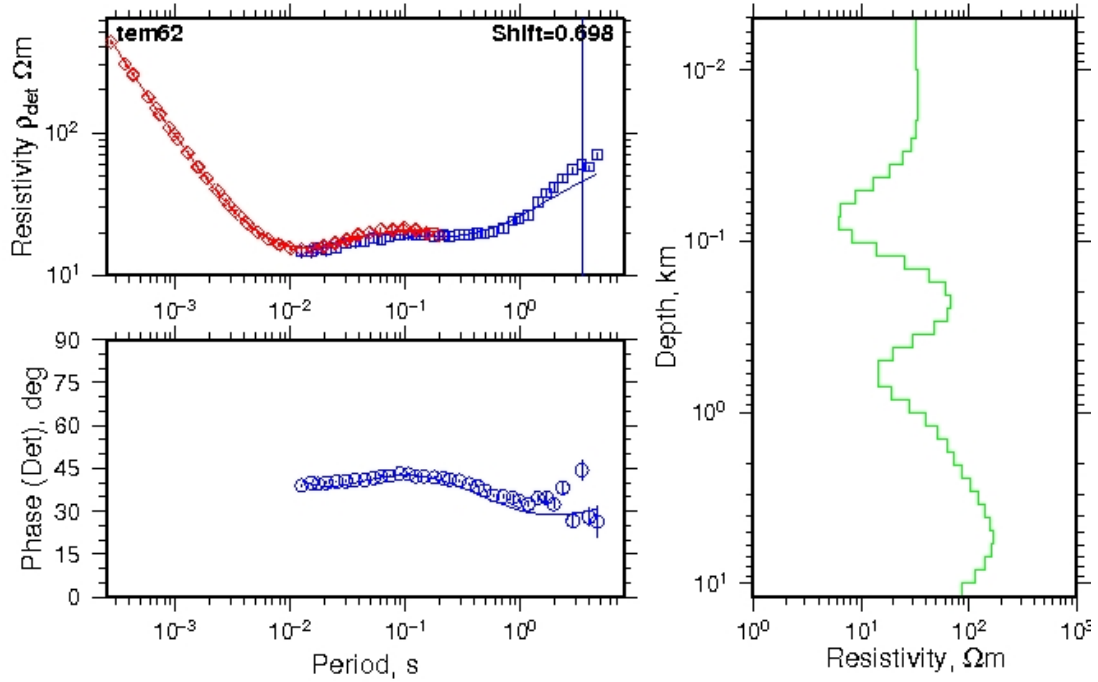 tem62 Shift=0.698
Resistivity ρdet Ωm
10²
10¹
10⁻³ 10⁻² 10⁻¹ 10⁰
Phase (Det), deg
90
75
60
45
30
15
0
10⁻³ 10⁻² 10⁻¹ 10⁰
Period, s
Depth, km
10⁻²
10⁻¹
10⁰
10¹
10⁰ 10¹ 10² 10³
Resistivity, Ωm